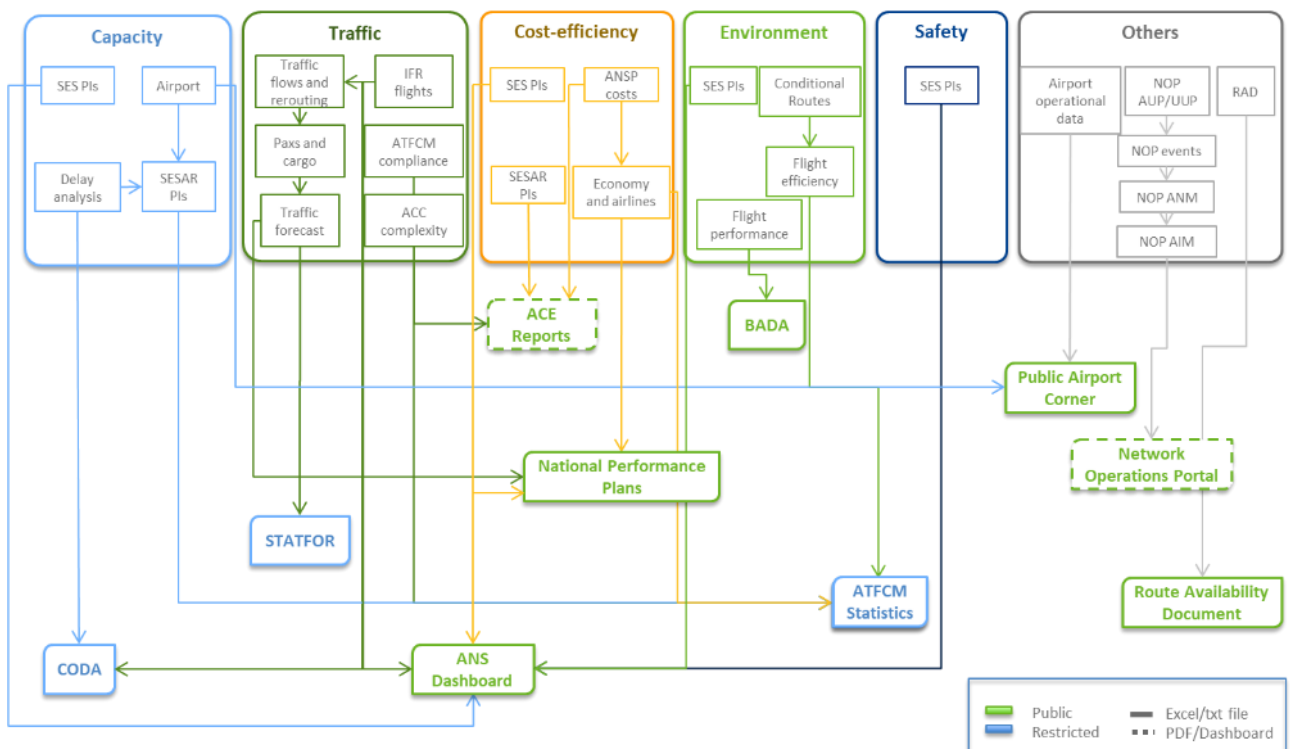 Capacity
SES PIs
Airport
Delay
analysis
SESAR
PIs
Traffic
Traffic
flows and
rerouting
IFR
flights
Paxs and
cargo
ATFCM
compliance
Traffic
forecast
ACC
complexity
Cost-efficiency
SES PIs
ANSP
costs
SESAR
PIs
Economy
and airlines
Environment
SES PIs
Conditional
Routes
Flight
efficiency
Flight
performance
Safety
SES PIs
Others
Airport
operational
data
NOP
AUP/UUP
RAD
NOP events
NOP ANM
NOP AIM
ACE
Reports
BADA
Public Airport
Corner
National Performance
Plans
Network
Operations Portal
STATFOR
ATFCM
Statistics
Route Availability
Document
CODA
ANS
Dashboard
Public
Restricted
Excel/txt file
PDF/Dashboard